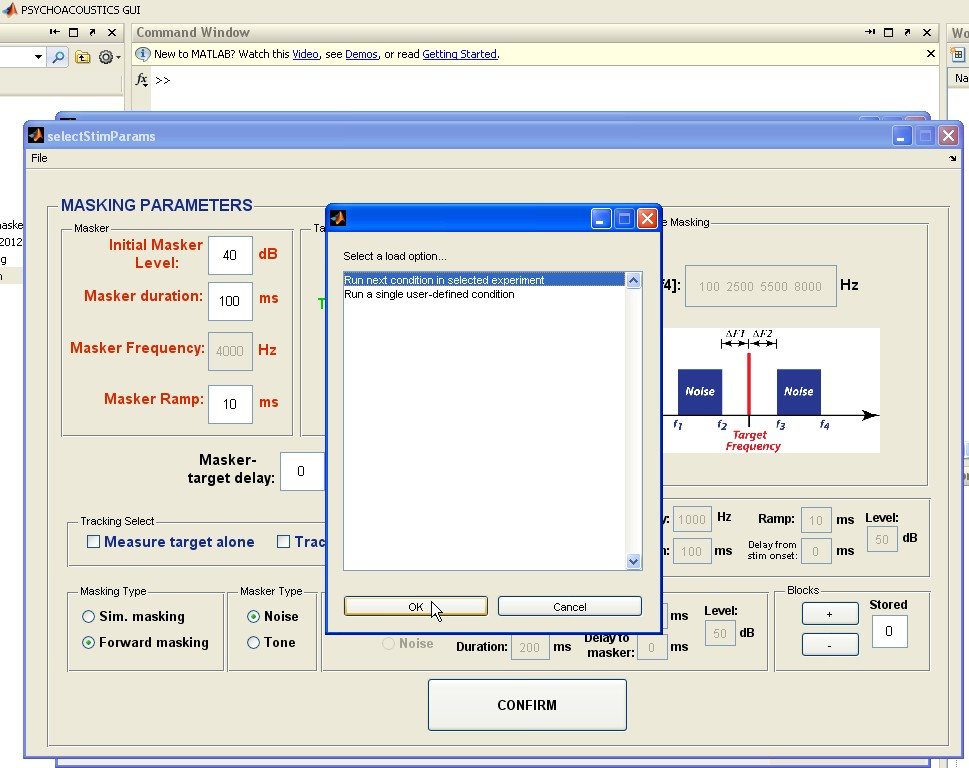 PSYCHOACOUSTICS GUI
Command Window
Wo
New to MATLAB? Watch this Video, see Demos, or read Getting Started.
Na
fx >>
selectStimParams
File
MASKING PARAMETERS
Masker
Ta
e Masking
Initial Masker Level: 40 dB
Masker duration: 100 ms
Masker Frequency: 4000 Hz
Masker Ramp: 10 ms
T
f4]: 100 2500 5500 8000 Hz
ΔF1 ΔF2
Noise Noise
f1 f2 f3 f4
Target
Frequency
Masker-
target delay: 0
Select a load option...
Run next condition in selected experiment
Run a single user-defined condition
OK Cancel
Tracking Select
Measure target alone Trac
y: 1000 Hz Ramp: 10 ms Level:
n: 100 ms Delay from stim onset: 0 ms 50 dB
Masking Type
Sim. masking
Forward masking
Masker Type
Noise
Tone
Noise Duration: 200 ms Delay to masker: 0 ms
ms Level:
50 dB
Blocks
+ Stored
- 0
CONFIRM